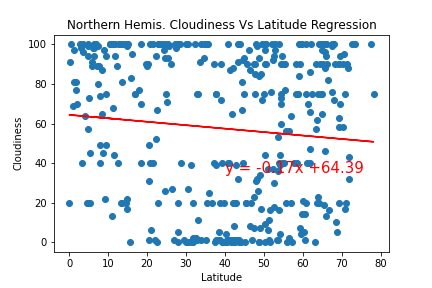 Northern Hemis. Cloudiness Vs Latitude Regression
100
80
60
40
20
0
Cloudiness
y = -0.17x +64.39
0 10 20 30 40 50 60 70 80
Latitude